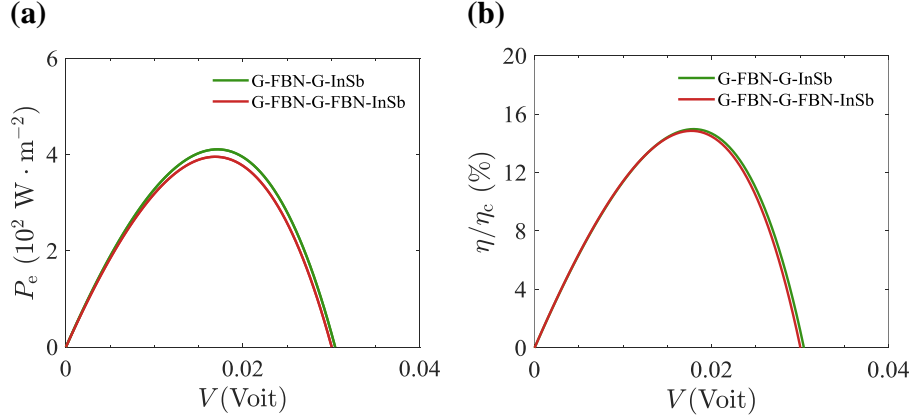 (a)
6
4
2
0
0
0.02
0.04
P_e (10^2 W · m^−2)
V(Voit)
G-FBN-G-InSb
G-FBN-G-FBN-InSb
(b)
20
16
12
8
4
0
0
0.02
0.04
η/η_c (%)
V(Voit)
G-FBN-G-InSb
G-FBN-G-FBN-InSb